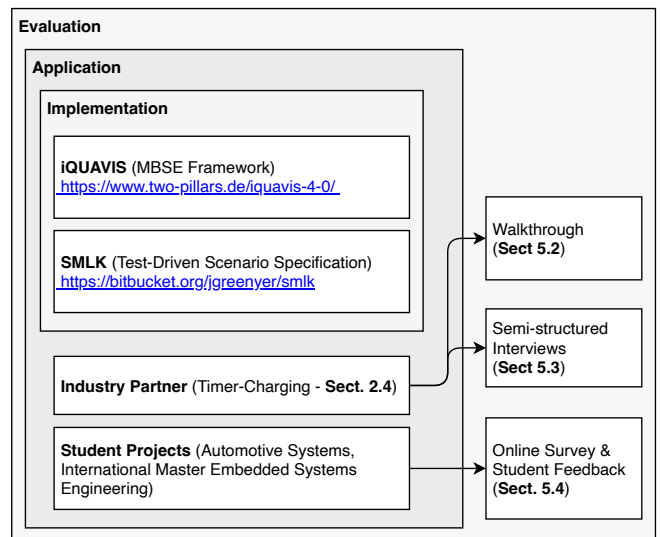 Evaluation
Application
Implementation
iQUAVIS (MBSE Framework)
https://www.two-pillars.de/iquavis-4-0/
SMLK (Test-Driven Scenario Specification)
https://bitbucket.org/jgreenyer/smlk
Industry Partner (Timer-Charging - Sect. 2.4)
Student Projects (Automotive Systems,
International Master Embedded Systems
Engineering)
Walkthrough
(Sect 5.2)
Semi-structured
Interviews
(Sect 5.3)
Online Survey &
Student Feedback
(Sect. 5.4)